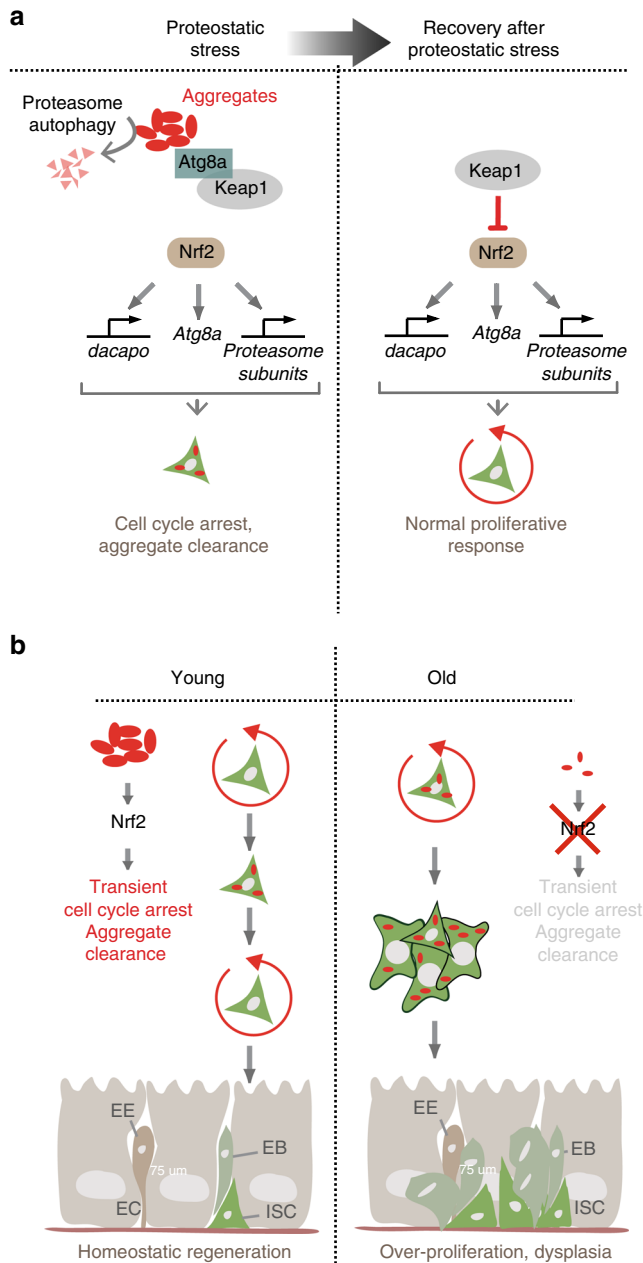 a
Proteostatic
stress
Recovery after
proteostatic stress
Proteasome
autophagy
Aggregates
Atg8a
Keap1
Nrf2
dacapo
Atg8a
Proteasome
subunits
Cell cycle arrest,
aggregate clearance
Keap1
Nrf2
dacapo
Atg8a
Proteasome
subunits
Normal proliferative
response
b
Young
Old
Nrf2
Transient
cell cycle arrest
Aggregate
clearance
Nrf2
Transient
cell cycle arrest
Aggregate
clearance
EE
75 um
EB
EC
ISC
Homeostatic regeneration
EE
75 um
EB
ISC
Over-proliferation, dysplasia